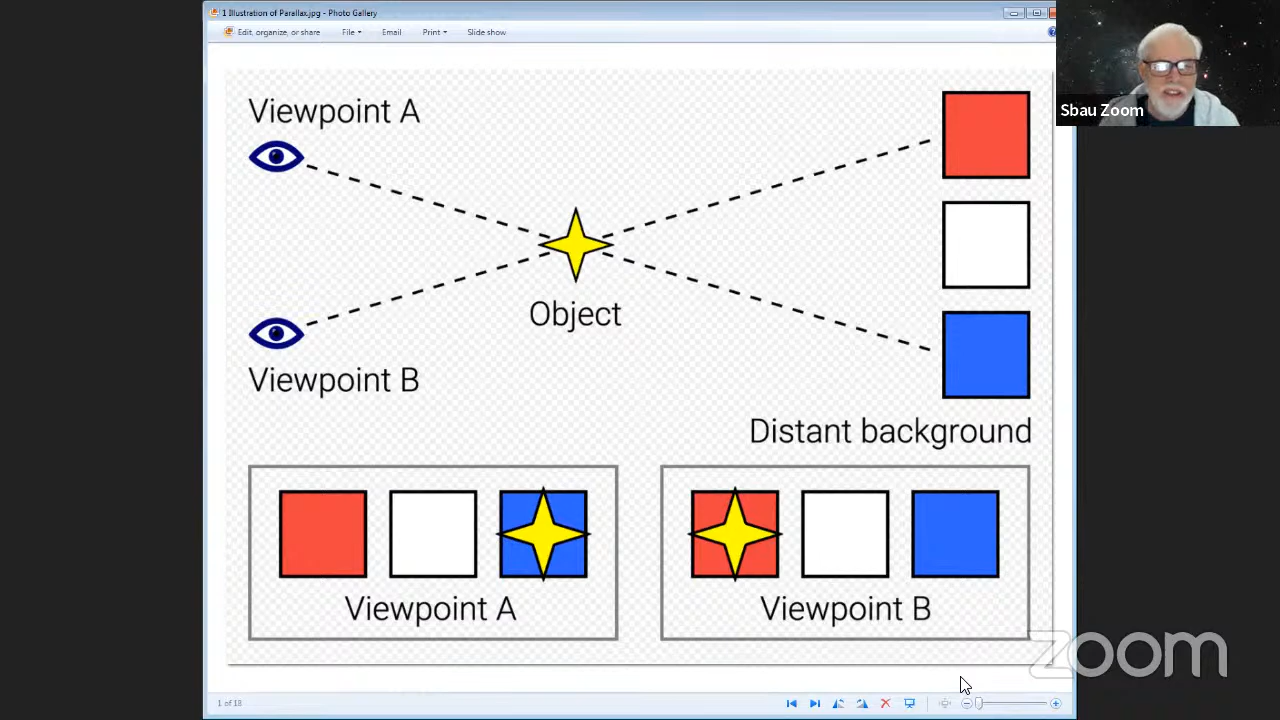 1 Illustration of Parallax.jpg - Photo Gallery
Edit, organize, or share File Email Print Slide show
Sbau Zoom
Viewpoint A
Object
Viewpoint B
Distant background
Viewpoint A
Viewpoint B
zoom
1 of 18